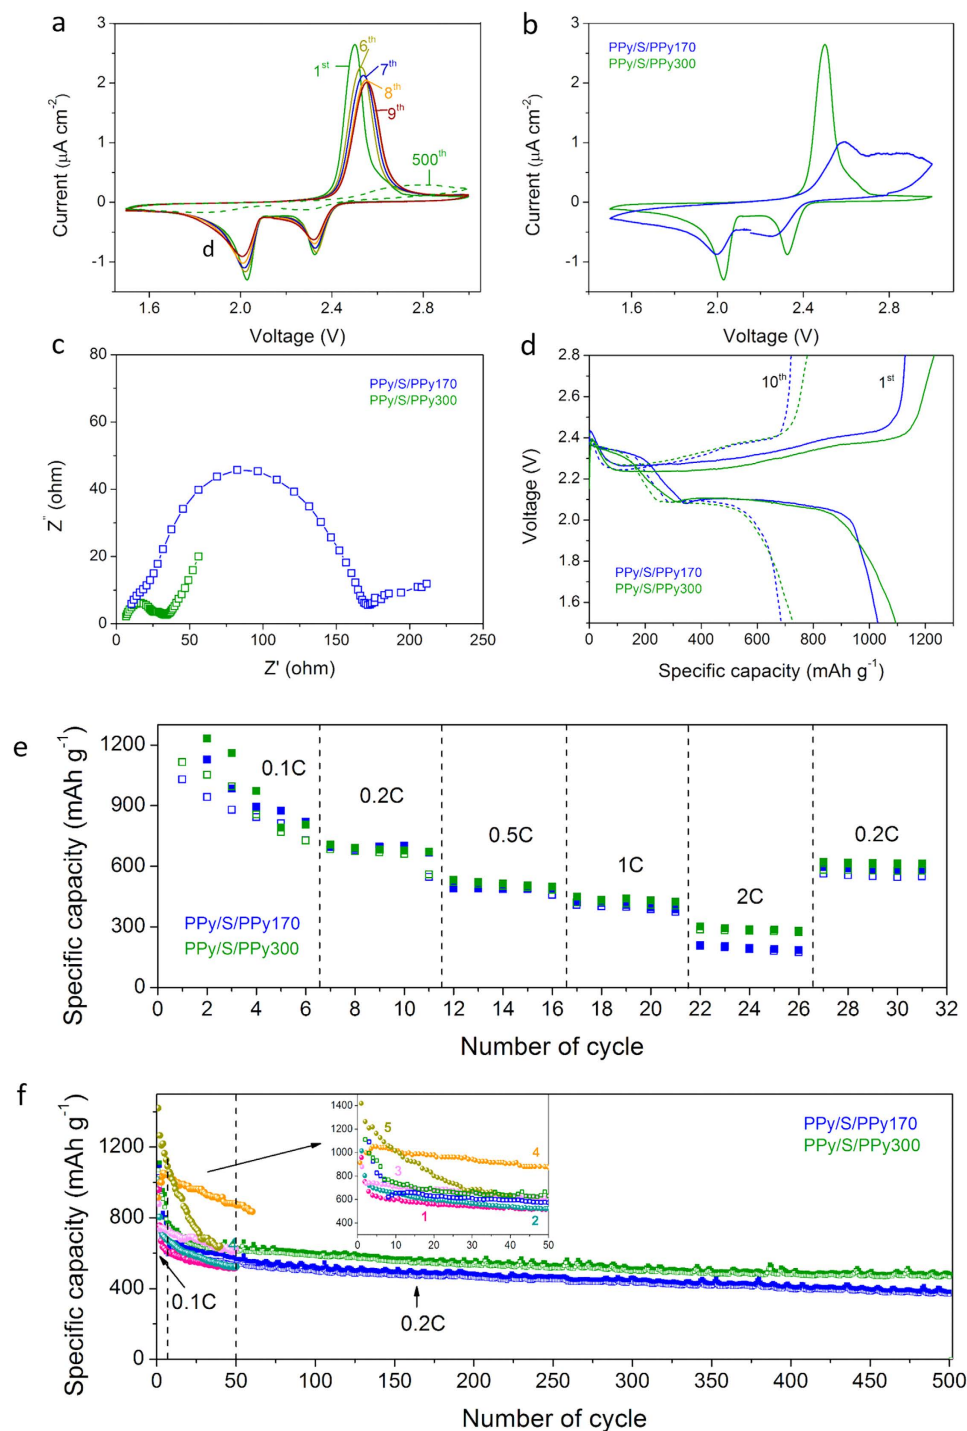 a
3
2
1
0
-1
Current (μA cm⁻²)
1.6 2.0 2.4 2.8
Voltage (V)
1ˢᵗ
6ᵗʰ
7ᵗʰ
8ᵗʰ
9ᵗʰ
500ᵗʰ
d
b
PPy/S/PPy170
PPy/S/PPy300
3
2
1
0
-1
Current (μA cm⁻²)
1.6 2.0 2.4 2.8
Voltage (V)
c
PPy/S/PPy170
PPy/S/PPy300
80
60
40
20
0
Z" (ohm)
0 50 100 150 200 250
Z' (ohm)
d
10ᵗʰ
1ˢᵗ
PPy/S/PPy170
PPy/S/PPy300
2.8
2.6
2.4
2.2
2.0
1.8
1.6
Voltage (V)
0 200 400 600 800 1000 1200
Specific capacity (mAh g⁻¹)
e
1200
900
600
300
0
Specific capacity (mAh g⁻¹)
0.1C
0.2C
0.5C
1C
2C
0.2C
PPy/S/PPy170
PPy/S/PPy300
0 2 4 6 8 10 12 14 16 18 20 22 24 26 28 30 32
Number of cycle
f
1200
800
400
0
Specific capacity (mAh g⁻¹)
PPy/S/PPy170
PPy/S/PPy300
1400
1200
1000
800
600
400
0 10 20 30 40 50
5
4
3
1
2
0.1C
0.2C
0 50 100 150 200 250 300 350 400 450 500
Number of cycle